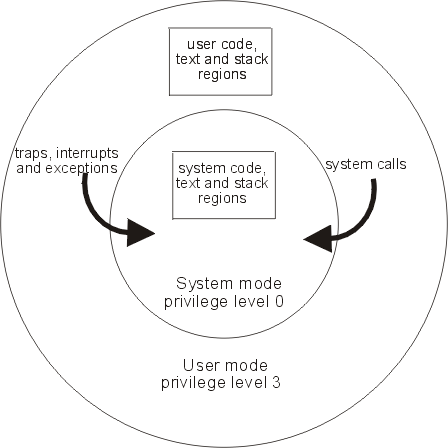 user code,
text and stack
regions
traps, interrupts
and exceptions
system code,
text and stack
regions
system calls
System mode
privilege level 0
User mode
privilege level 3